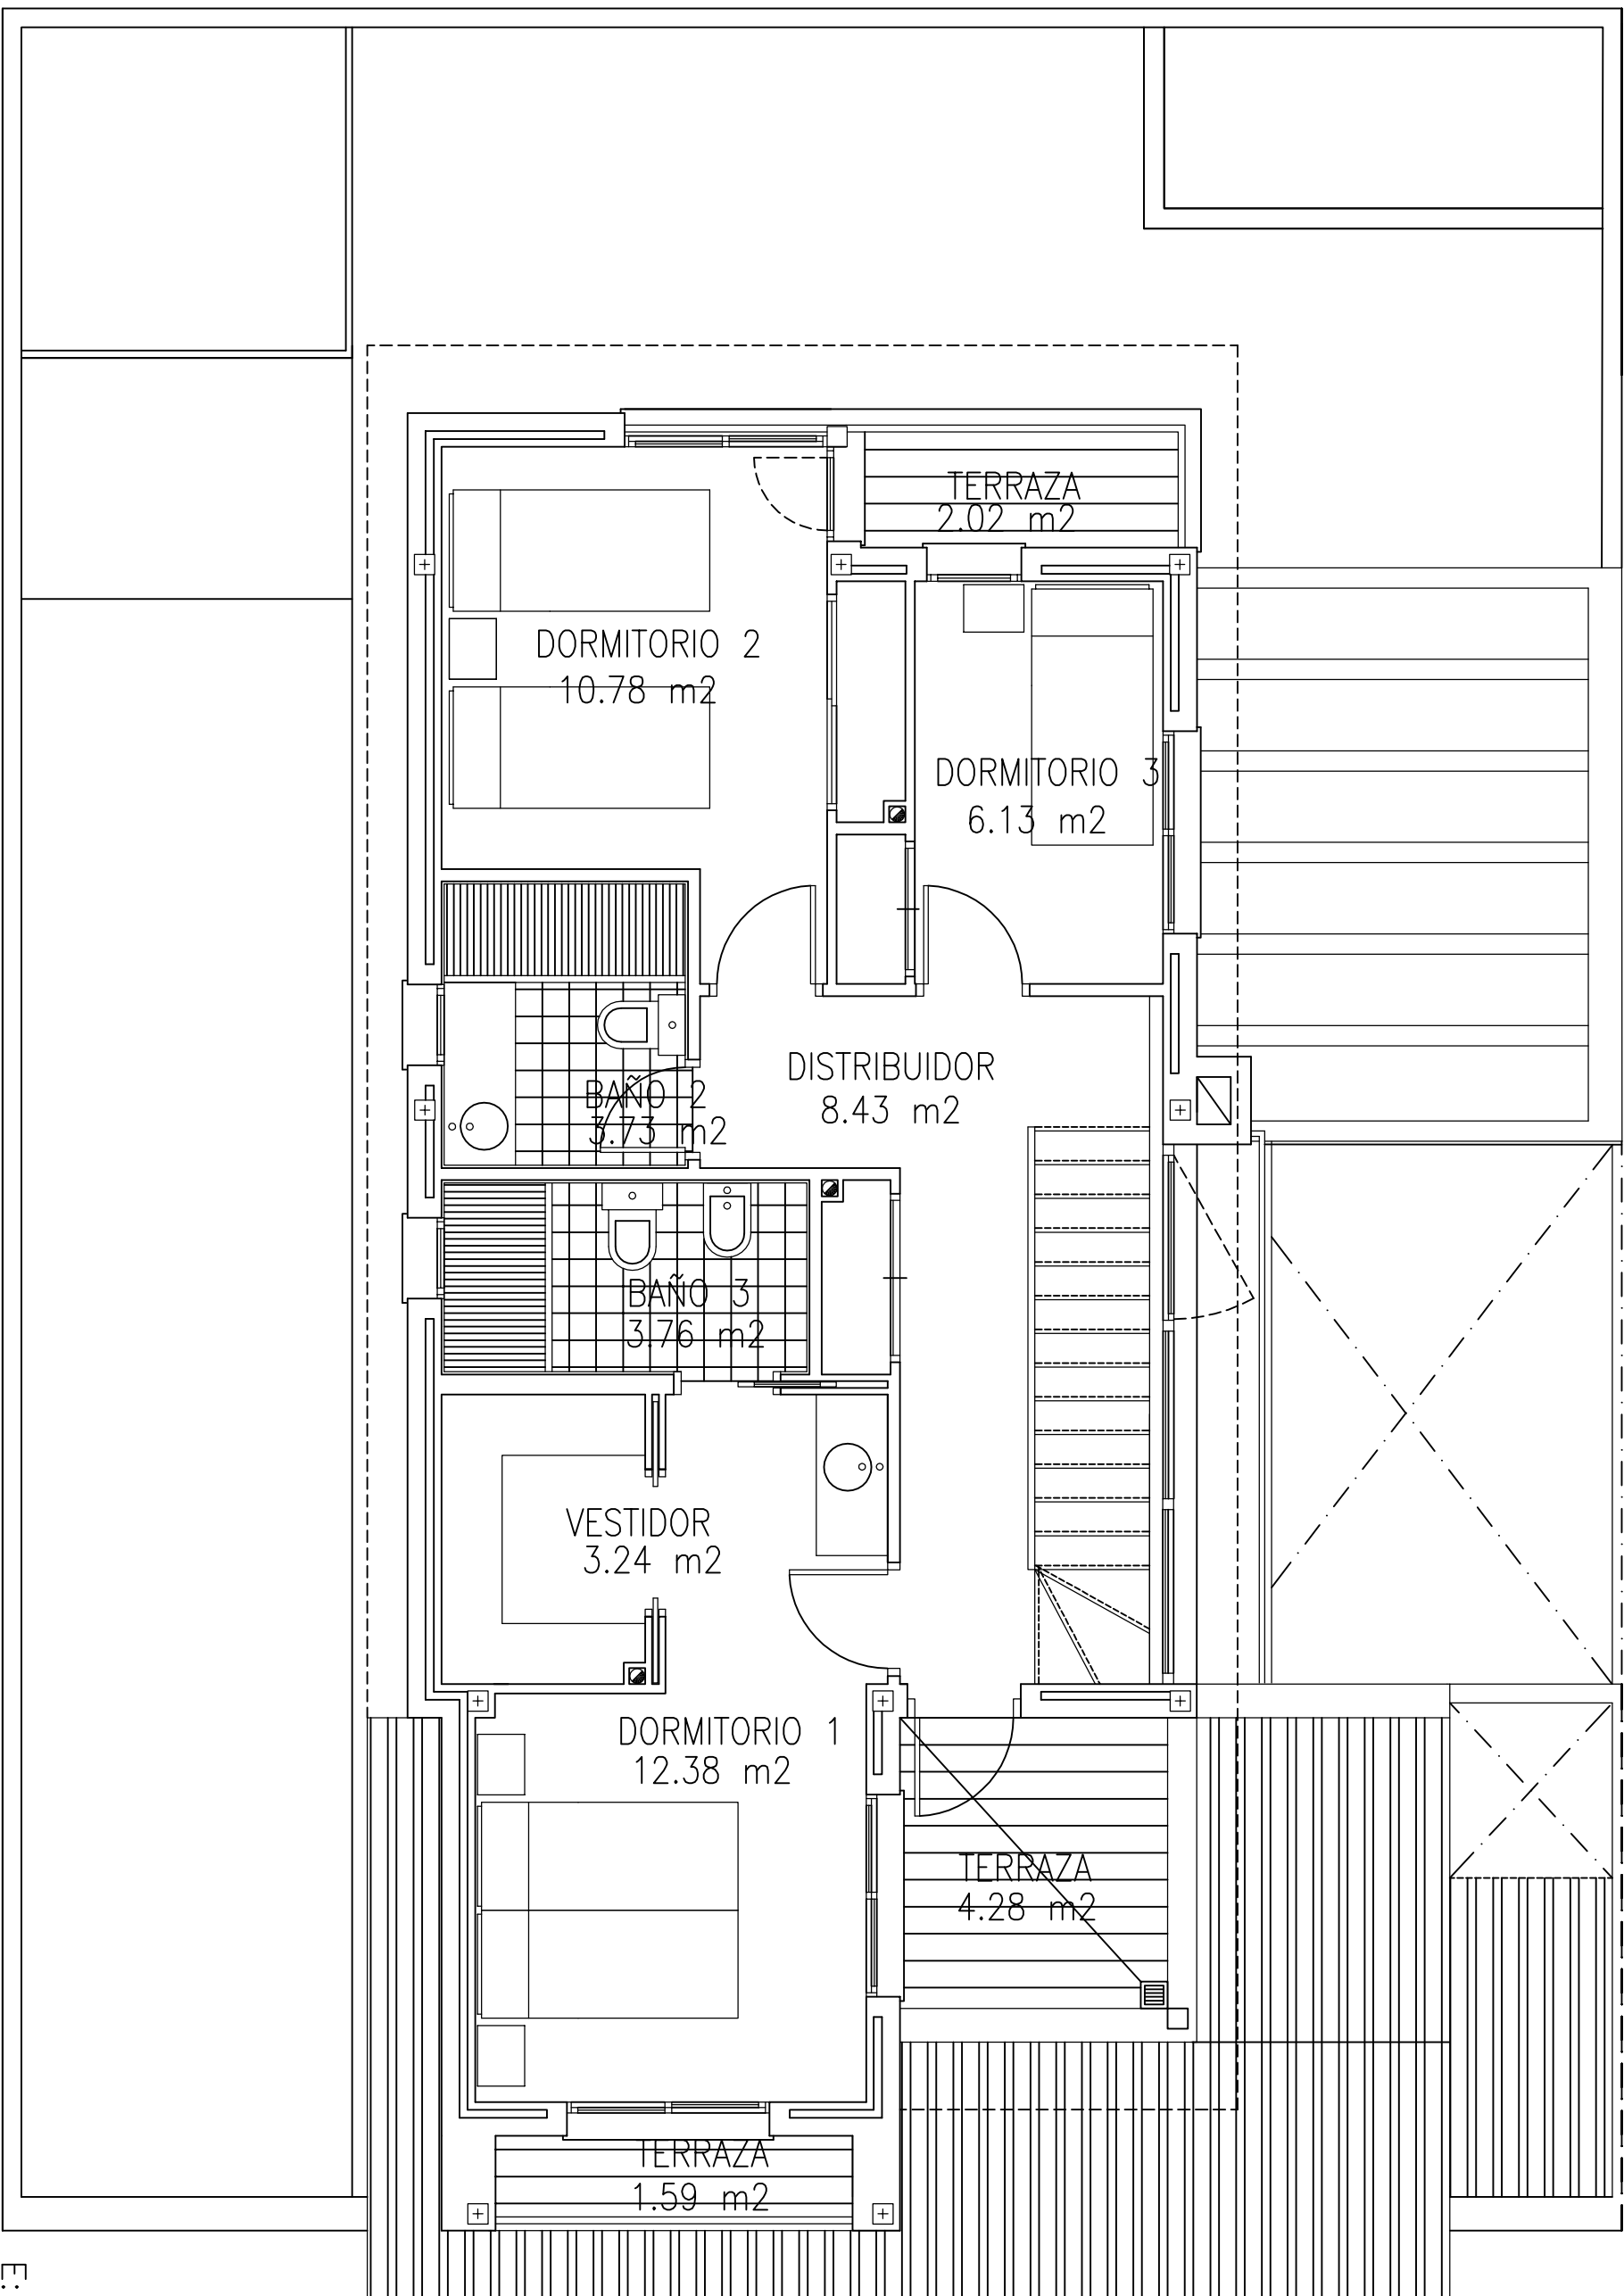 TERRAZA
2.02 m2
DORMITORIO 2
10.78 m2
DORMITORIO 3
6.13 m2
DISTRIBUIDOR
8.43 m2
BAÑO 2
3.73 m2
BAÑO 3
3.76 m2
VESTIDOR
3.24 m2
DORMITORIO 1
12.38 m2
TERRAZA
4.28 m2
TERRAZA
1.59 m2
E: